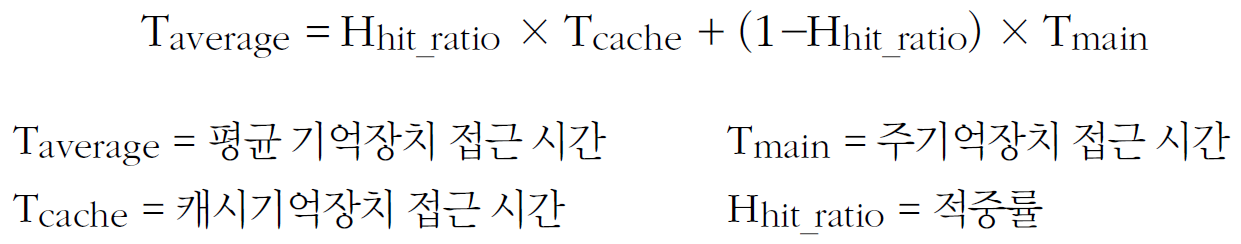 Taverage = Hhit_ratio × Tcache + (1−Hhit_ratio) × Tmain
Taverage = 평균 기억장치 접근 시간 Tmain = 주기억장치 접근 시간
Tcache = 캐시기억장치 접근 시간 Hhit_ratio = 적중률